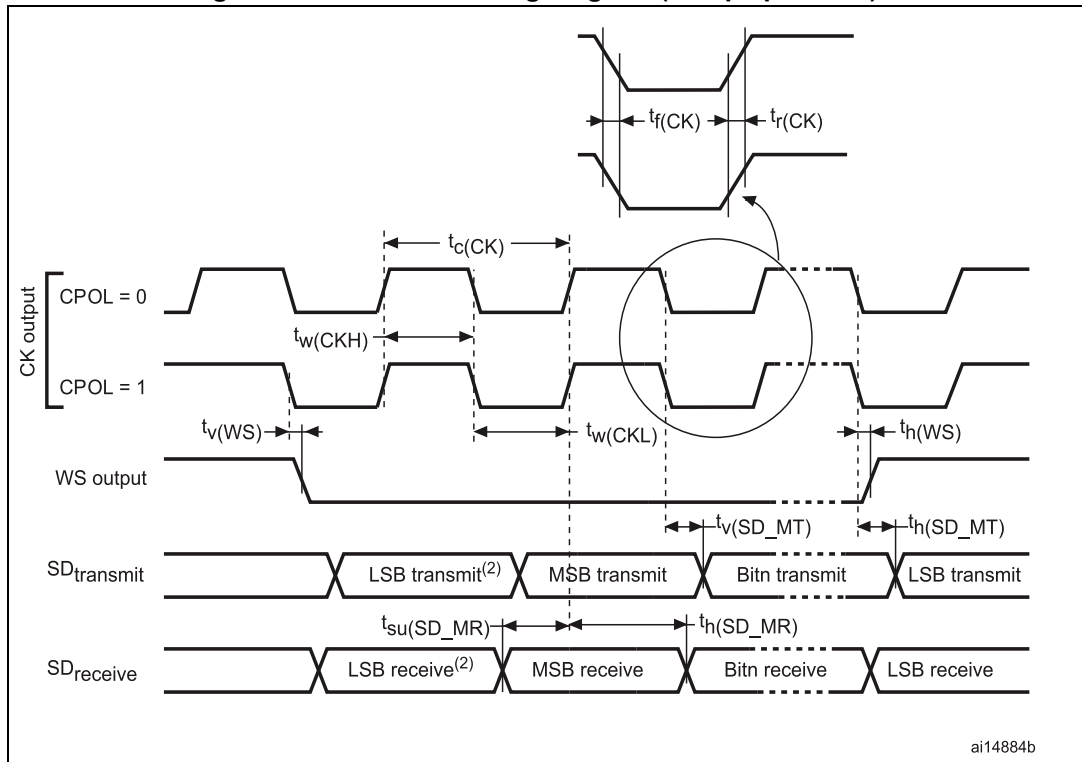 tf(CK)
tr(CK)
tc(CK)
CK output
CPOL = 0
tw(CKH)
CPOL = 1
tv(WS)
tw(CKL)
th(WS)
WS output
tv(SD_MT)
th(SD_MT)
SDtransmit
LSB transmit(2)
MSB transmit
Bitn transmit
LSB transmit
tsu(SD_MR)
th(SD_MR)
SDreceive
LSB receive(2)
MSB receive
Bitn receive
LSB receive
ai14884b